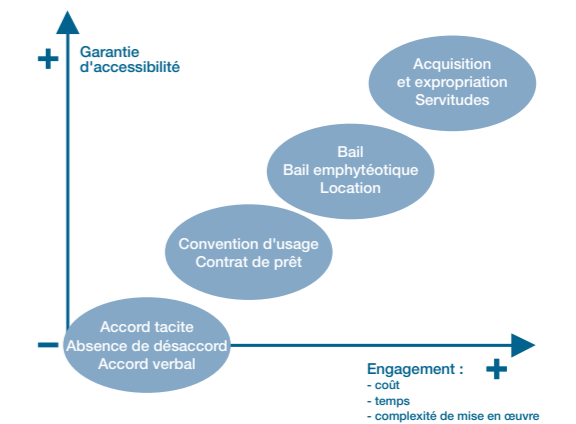 +
Garantie
d'accessibilité
Acquisition
et expropriation
Servitudes
Bail
Bail emphytéotique
Location
Convention d'usage
Contrat de prêt
Accord tacite
Absence de désaccord
Accord verbal
−
Engagement : +
- coût
- temps
- complexité de mise en œuvre